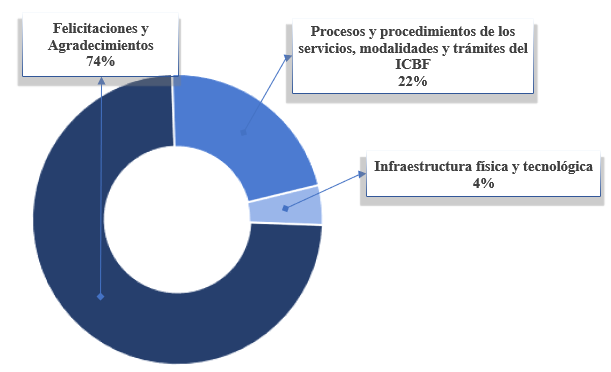 Felicitaciones y
Agradecimientos
74%
Procesos y procedimientos de los
servicios, modalidades y trámites del
ICBF
22%
Infraestructura física y tecnológica
4%